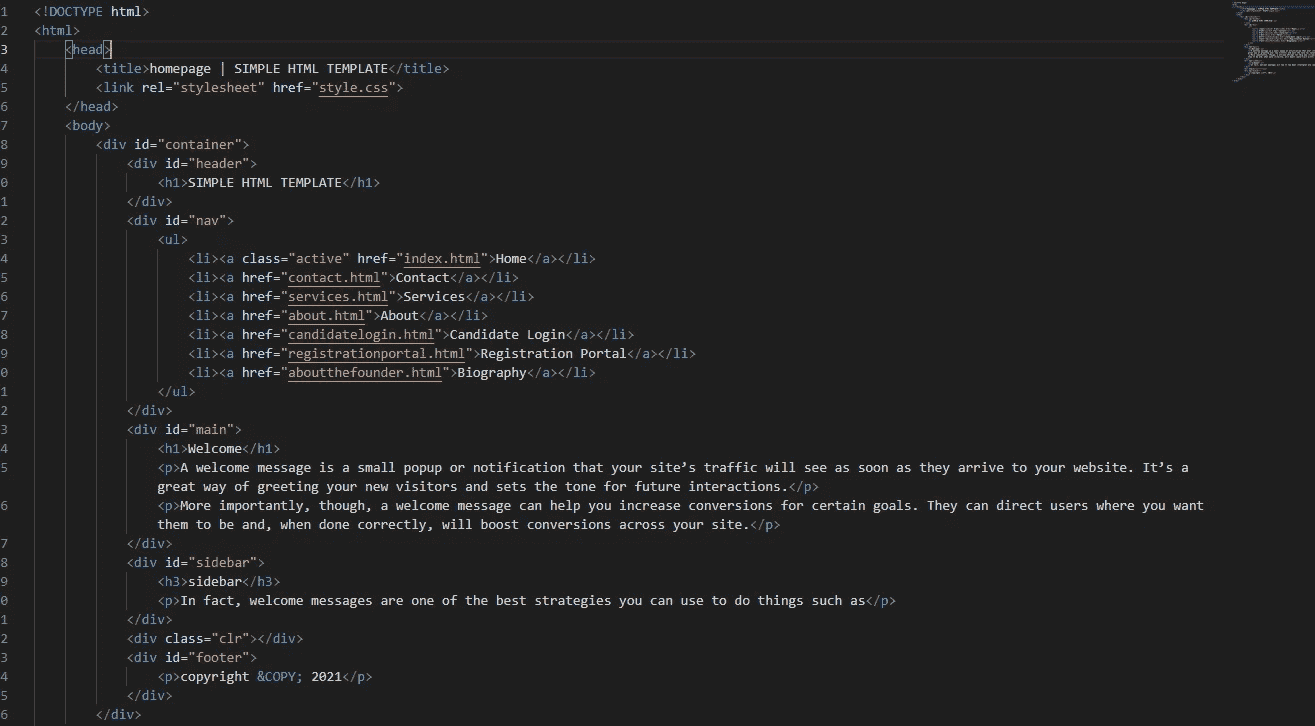 1 <!DOCTYPE html>
2 <html>
3 <head>
4 <title>homepage | SIMPLE HTML TEMPLATE</title>
5 <link rel="stylesheet" href="style.css">
6 </head>
7 <body>
8 <div id="container">
9 <div id="header">
0 <h1>SIMPLE HTML TEMPLATE</h1>
1 </div>
2 <div id="nav">
3 <ul>
4 <li><a class="active" href="index.html">Home</a></li>
5 <li><a href="contact.html">Contact</a></li>
6 <li><a href="services.html">Services</a></li>
7 <li><a href="about.html">About</a></li>
8 <li><a href="candidatelogin.html">Candidate Login</a></li>
9 <li><a href="registrationportal.html">Registration Portal</a></li>
0 <li><a href="aboutthefounder.html">Biography</a></li>
1 </ul>
2 </div>
3 <div id="main">
4 <h1>Welcome</h1>
5 <p>A welcome message is a small popup or notification that your site’s traffic will see as soon as they arrive to your website. It’s a
great way of greeting your new visitors and sets the tone for future interactions.</p>
6 <p>More importantly, though, a welcome message can help you increase conversions for certain goals. They can direct users where you want
them to be and, when done correctly, will boost conversions across your site.</p>
7 </div>
8 <div id="sidebar">
9 <h3>sidebar</h3>
0 <p>In fact, welcome messages are one of the best strategies you can use to do things such as</p>
1 </div>
2 <div class="clr"></div>
3 <div id="footer">
4 <p>copyright &COPY; 2021</p>
5 </div>
6 </div>